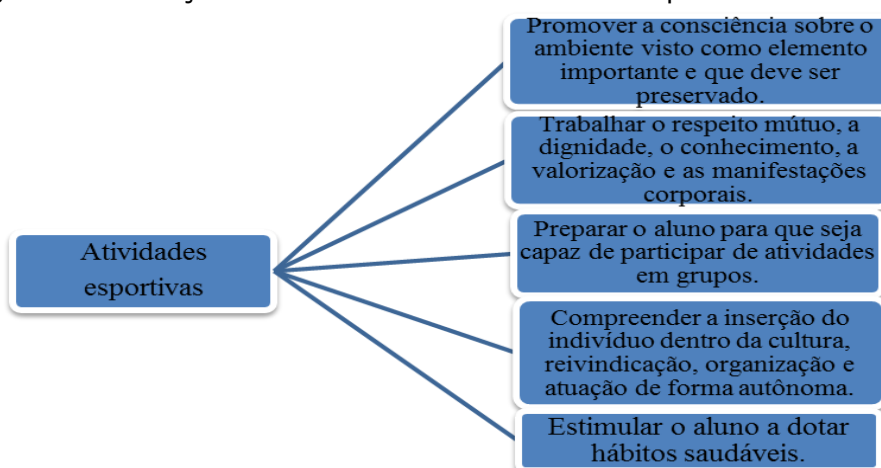 Promover a consciência sobre o
ambiente visto como elemento
importante e que deve ser
preservado.
Trabalhar o respeito mútuo, a
dignidade, o conhecimento, a
valorização e as manifestações
corporais.
Atividades
esportivas
Preparar o aluno para que seja
capaz de participar de atividades
em grupos.
Compreender a inserção do
indivíduo dentro da cultura,
reivindicação, organização e
atuação de forma autônoma.
Estimular o aluno a dotar
hábitos saudáveis.